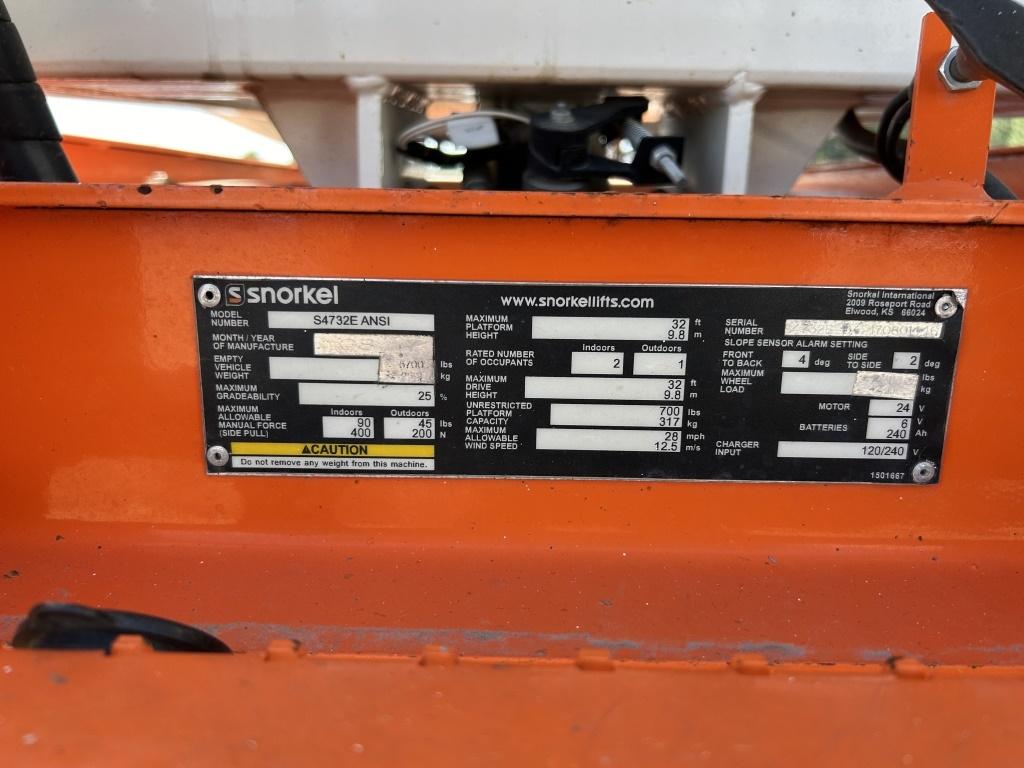 snorkel
www.snorkellifts.com
Snorkel International
2009 Roseport Road
Elwood, KS 66024
MODEL NUMBER S4732E ANSI
MONTH / YEAR OF MANUFACTURE
EMPTY VEHICLE WEIGHT 6700 lbs
kg
MAXIMUM GRADEABILITY 25 %
MAXIMUM ALLOWABLE MANUAL FORCE (SIDE PULL)
Indoors Outdoors
90 45 lbs
400 200 N
CAUTION
Do not remove any weight from this machine.
MAXIMUM PLATFORM HEIGHT 32 ft
9.8 m
Indoors Outdoors
RATED NUMBER OF OCCUPANTS 2 1
MAXIMUM DRIVE HEIGHT 32 ft
9.8 m
UNRESTRICTED PLATFORM CAPACITY 700 lbs
317 kg
MAXIMUM ALLOWABLE WIND SPEED 28 mph
12.5 m/s
SERIAL NUMBER
SLOPE SENSOR ALARM SETTING
FRONT TO BACK 4 deg SIDE TO SIDE 2 deg
MAXIMUM WHEEL LOAD lbs
kg
MOTOR 24 V
BATTERIES 6 V
240 Ah
CHARGER INPUT 120/240 V
1501667